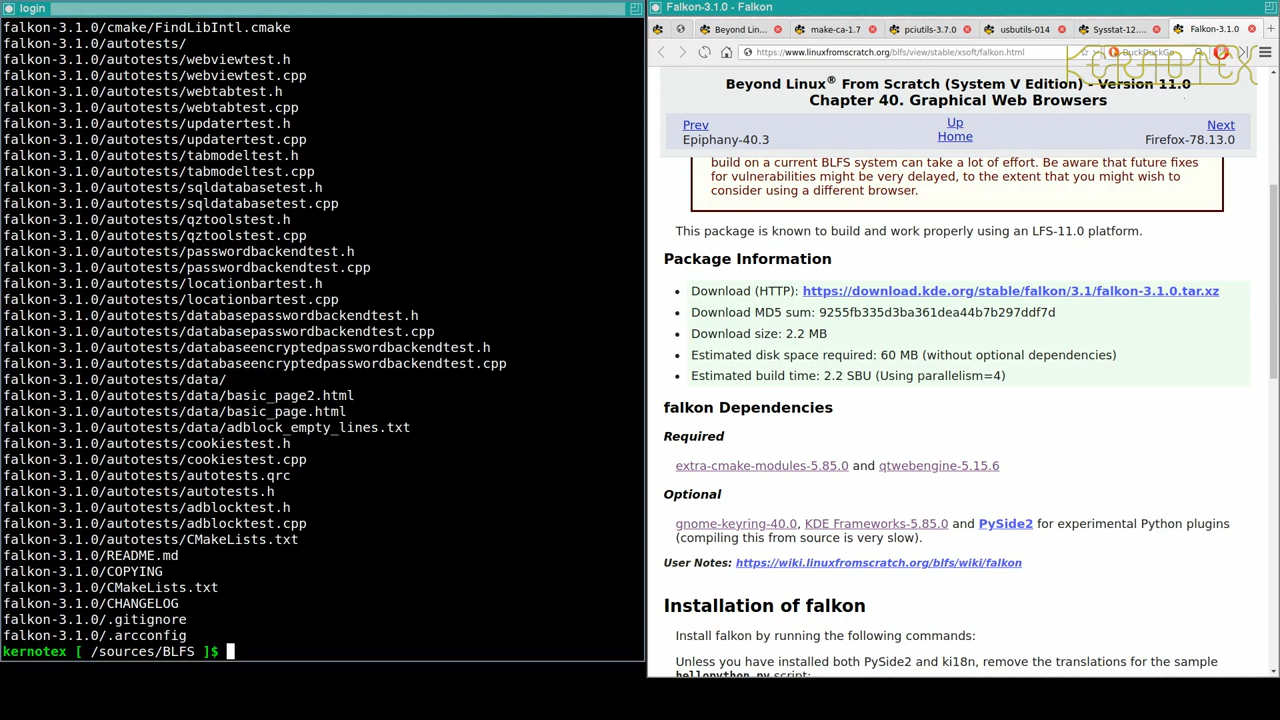 login
falkon-3.1.0/cmake/FindLibIntl.cmake
falkon-3.1.0/autotests/
falkon-3.1.0/autotests/webviewtest.h
falkon-3.1.0/autotests/webviewtest.cpp
falkon-3.1.0/autotests/webtabtest.h
falkon-3.1.0/autotests/webtabtest.cpp
falkon-3.1.0/autotests/updatertest.h
falkon-3.1.0/autotests/updatertest.cpp
falkon-3.1.0/autotests/tabmodeltest.h
falkon-3.1.0/autotests/tabmodeltest.cpp
falkon-3.1.0/autotests/sqldatabasetest.h
falkon-3.1.0/autotests/sqldatabasetest.cpp
falkon-3.1.0/autotests/qztoolstest.h
falkon-3.1.0/autotests/qztoolstest.cpp
falkon-3.1.0/autotests/passwordbackendtest.h
falkon-3.1.0/autotests/passwordbackendtest.cpp
falkon-3.1.0/autotests/locationbartest.h
falkon-3.1.0/autotests/locationbartest.cpp
falkon-3.1.0/autotests/databasepasswordbackendtest.h
falkon-3.1.0/autotests/databasepasswordbackendtest.cpp
falkon-3.1.0/autotests/databaseencryptedpasswordbackendtest.h
falkon-3.1.0/autotests/databaseencryptedpasswordbackendtest.cpp
falkon-3.1.0/autotests/data/
falkon-3.1.0/autotests/data/basic_page2.html
falkon-3.1.0/autotests/data/basic_page.html
falkon-3.1.0/autotests/data/adblock_empty_lines.txt
falkon-3.1.0/autotests/cookiestest.h
falkon-3.1.0/autotests/cookiestest.cpp
falkon-3.1.0/autotests/autotests.qrc
falkon-3.1.0/autotests/autotests.h
falkon-3.1.0/autotests/adblocktest.h
falkon-3.1.0/autotests/adblocktest.cpp
falkon-3.1.0/autotests/CMakeLists.txt
falkon-3.1.0/README.md
falkon-3.1.0/COPYING
falkon-3.1.0/CMakeLists.txt
falkon-3.1.0/CHANGELOG
falkon-3.1.0/.gitignore
falkon-3.1.0/.arcconfig
kernotex [ /sources/BLFS ]$
Falkon-3.1.0 - Falkon
Beyond Lin... make-ca-1.7 pciutils-3.7.0 usbutils-014 Sysstat-12.... Falkon-3.1.0
https://www.linuxfromscratch.org/blfs/view/stable/xsoft/falkon.html DuckDuckGo
KERNOTEX
Beyond Linux® From Scratch (System V Edition) - Version 11.0
Chapter 40. Graphical Web Browsers
Prev Up Next
Epiphany-40.3 Home Firefox-78.13.0
build on a current BLFS system can take a lot of effort. Be aware that future fixes
for vulnerabilities might be very delayed, to the extent that you might wish to
consider using a different browser.
This package is known to build and work properly using an LFS-11.0 platform.
Package Information
• Download (HTTP): https://download.kde.org/stable/falkon/3.1/falkon-3.1.0.tar.xz
• Download MD5 sum: 9255fb335d3ba361dea44b7b297ddf7d
• Download size: 2.2 MB
• Estimated disk space required: 60 MB (without optional dependencies)
• Estimated build time: 2.2 SBU (Using parallelism=4)
falkon Dependencies
Required
extra-cmake-modules-5.85.0 and qtwebengine-5.15.6
Optional
gnome-keyring-40.0, KDE Frameworks-5.85.0 and PySide2 for experimental Python plugins
(compiling this from source is very slow).
User Notes: https://wiki.linuxfromscratch.org/blfs/wiki/falkon
Installation of falkon
Install falkon by running the following commands:
Unless you have installed both PySide2 and ki18n, remove the translations for the sample
hellopython.py script: